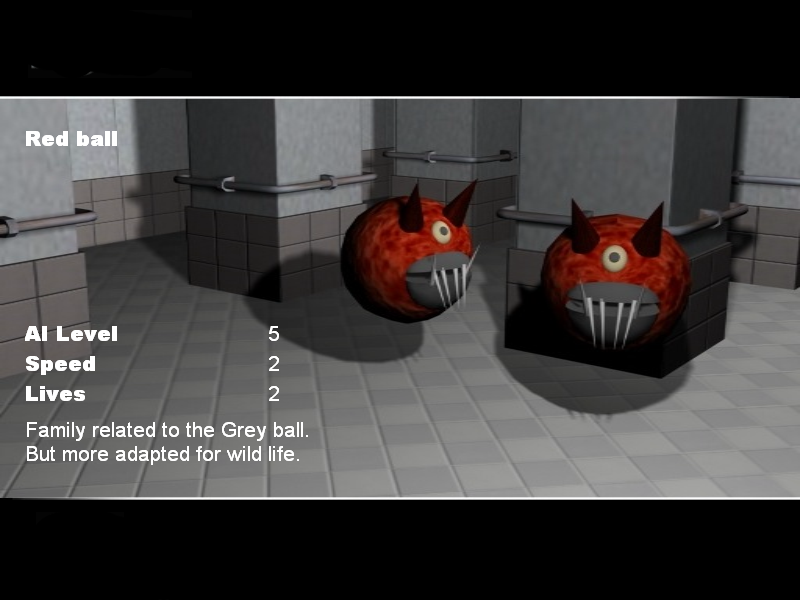 Red ball
AI Level 5
Speed 2
Lives 2
Family related to the Grey ball.
But more adapted for wild life.